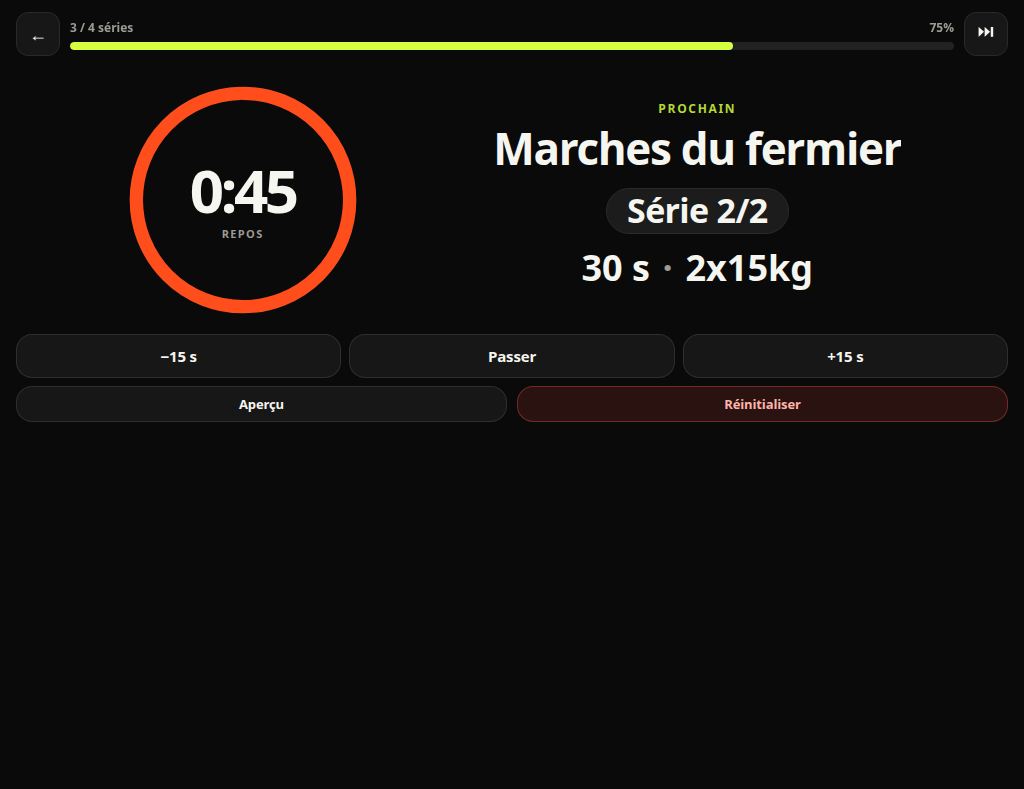 ←
3 / 4 séries
75%
⏭
0:45
REPOS
PROCHAIN
Marches du fermier
Série 2/2
30 s · 2x15kg
−15 s
Passer
+15 s
Aperçu
Réinitialiser